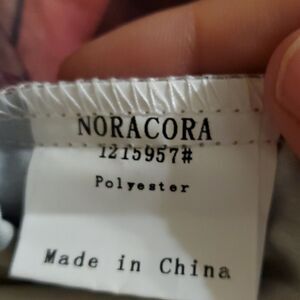 NORACORA
1215957#
Polyester
Made in China